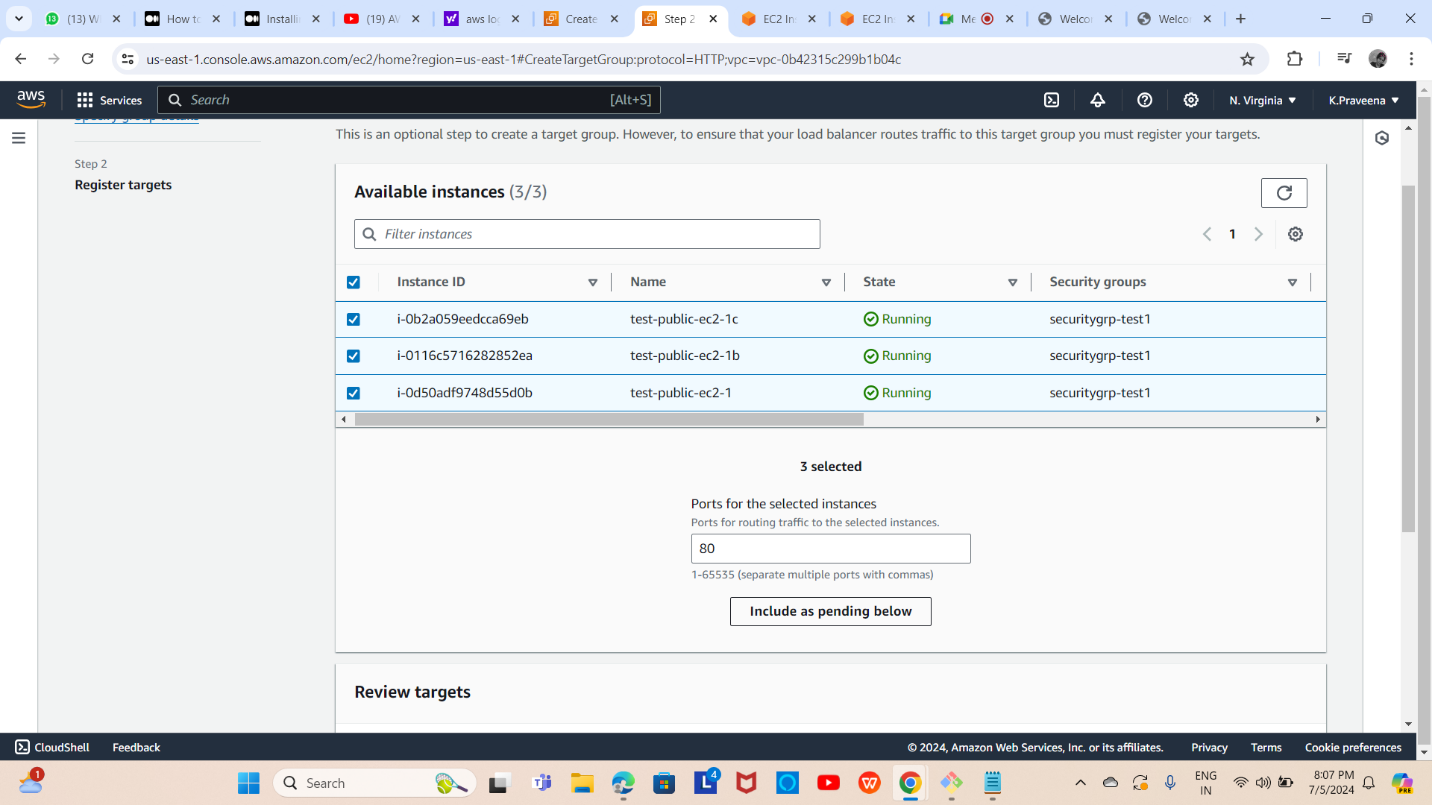 (13) W
How to
Installi
(19) AV
aws lo
Create
Step 2
EC2 In
EC2 In
Me
Welco
Welco
us-east-1.console.aws.amazon.com/ec2/home?region=us-east-1#CreateTargetGroup:protocol=HTTP;vpc=vpc-0b42315c299b1b04c
aws
Services
Search
[Alt+S]
N. Virginia
K.Praveena
Specify group details
This is an optional step to create a target group. However, to ensure that your load balancer routes traffic to this target group you must register your targets.
Step 2
Register targets
Available instances (3/3)
Filter instances
1
Instance ID Name State Security groups
i-0b2a059eedcca69eb test-public-ec2-1c Running securitygrp-test1
i-0116c5716282852ea test-public-ec2-1b Running securitygrp-test1
i-0d50adf9748d55d0b test-public-ec2-1 Running securitygrp-test1
3 selected
Ports for the selected instances
Ports for routing traffic to the selected instances.
80
1-65535 (separate multiple ports with commas)
Include as pending below
Review targets
CloudShell
Feedback
© 2024, Amazon Web Services, Inc. or its affiliates.
Privacy
Terms
Cookie preferences
1
Search
4
ENG
IN
8:07 PM
7/5/2024
PRE